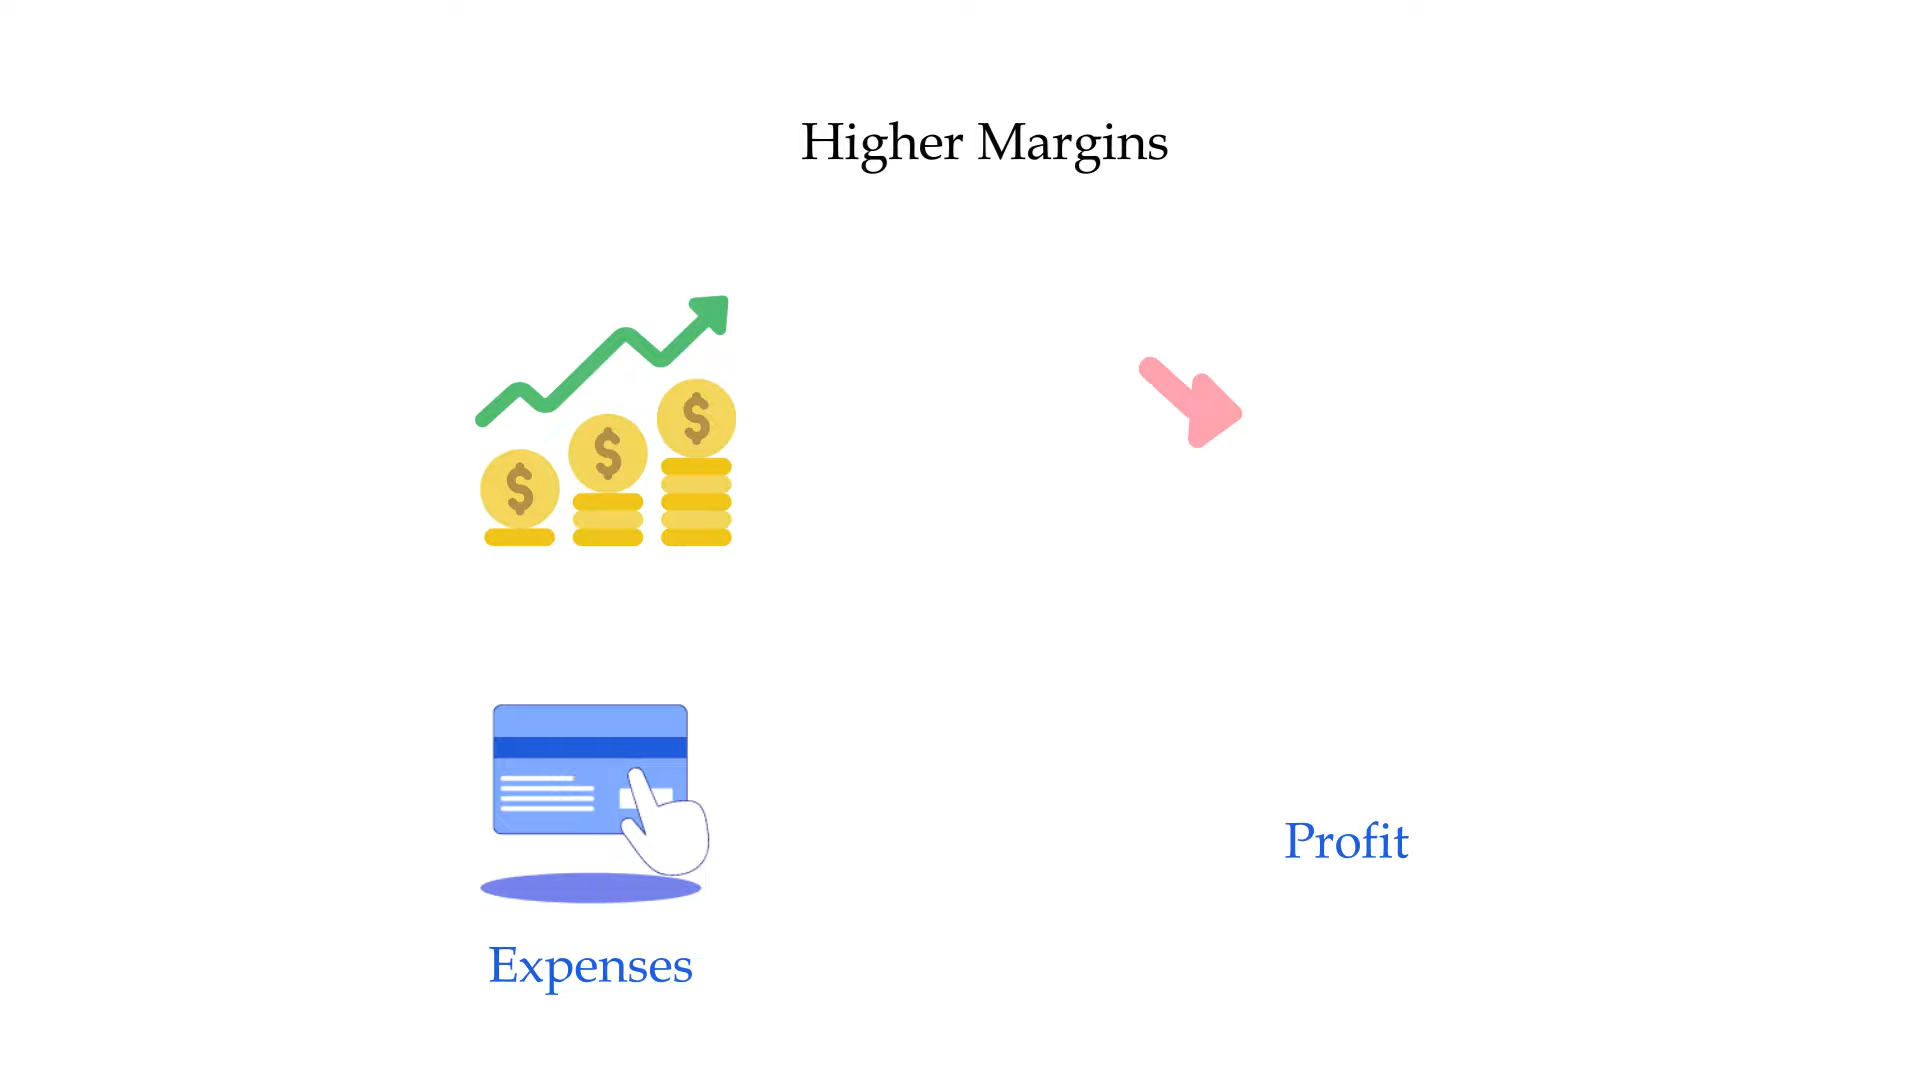 Higher Margins
$
$
$
Profit
Expenses